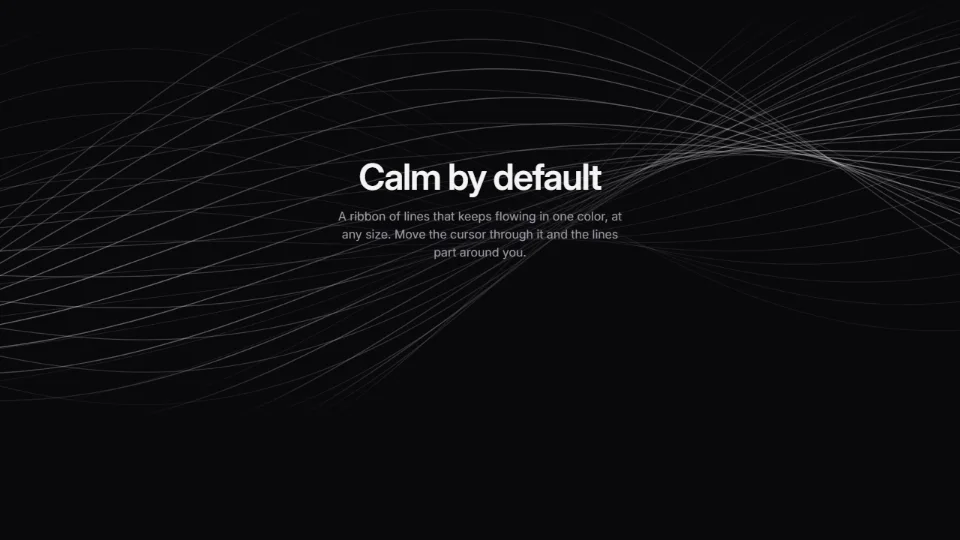 Calm by default
A ribbon of lines that keeps flowing in one color, at
any size. Move the cursor through it and the lines
part around you.